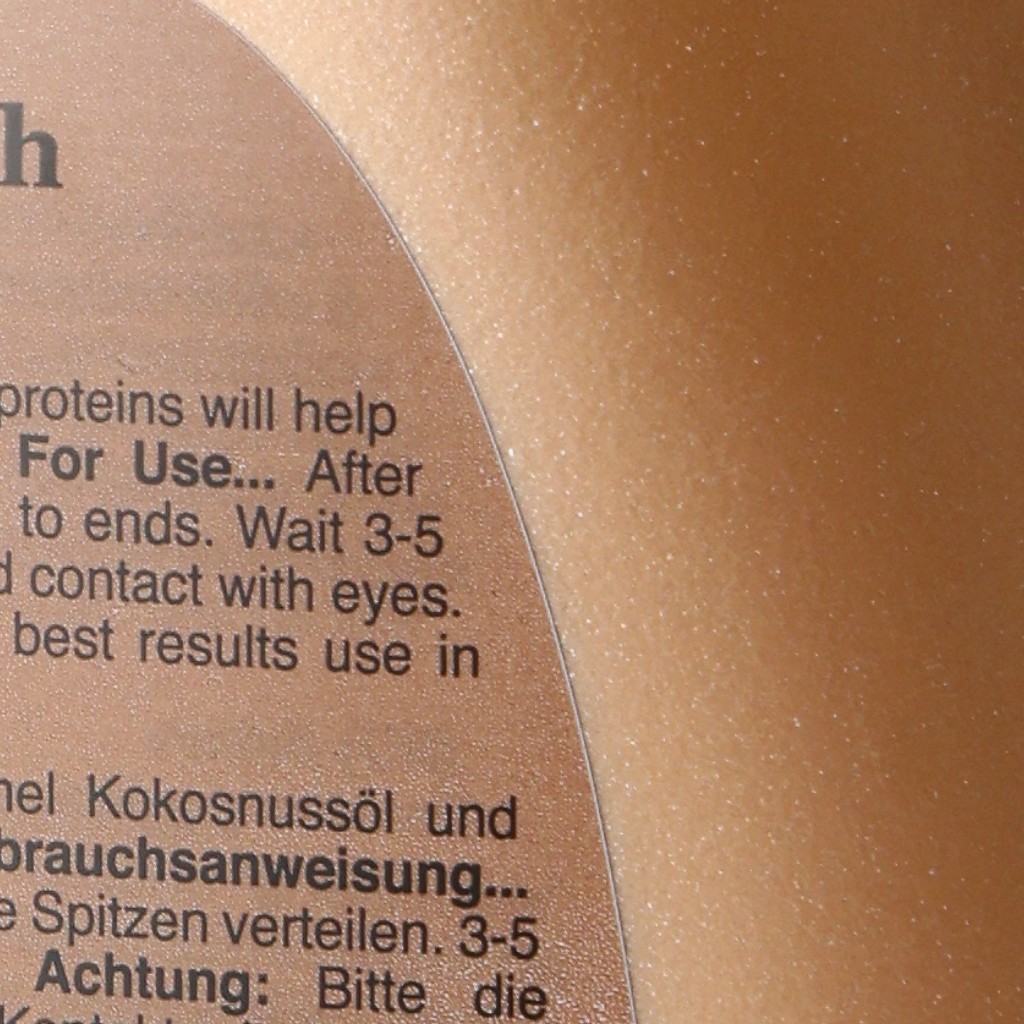 h
proteins will help
For Use... After
to ends. Wait 3-5
contact with eyes.
best results use in
Kokosnussöl und
brauchsanweisung...
Spitzen verteilen. 3-5
Achtung: Bitte die